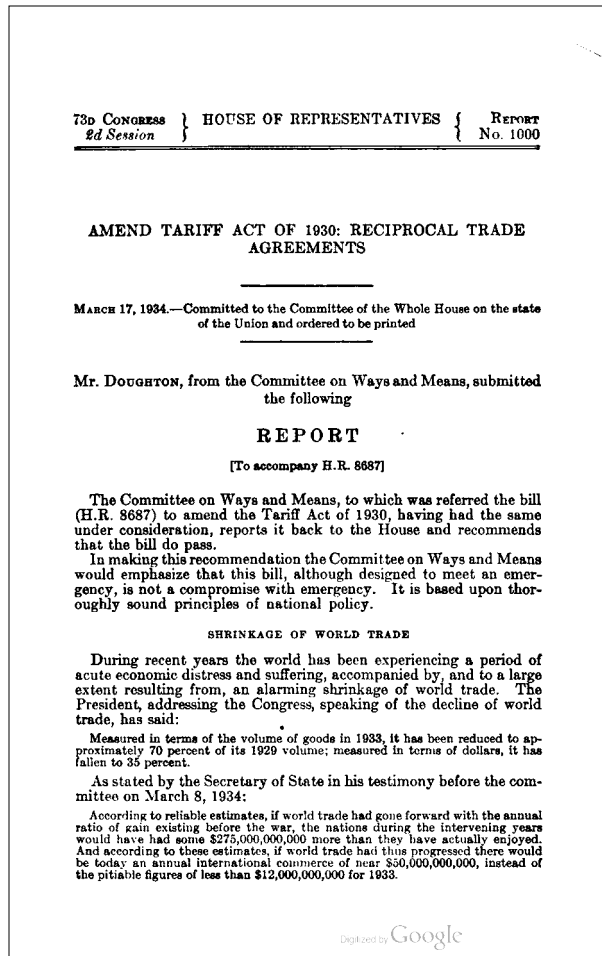 73D CONGRESS } HOUSE OF REPRESENTATIVES { REPORT
2d Session } { No. 1000
AMEND TARIFF ACT OF 1930: RECIPROCAL TRADE
AGREEMENTS
MARCH 17, 1934.—Committed to the Committee of the Whole House on the state
of the Union and ordered to be printed
Mr. DOUGHTON, from the Committee on Ways and Means, submitted
the following
REPORT
[To accompany H.R. 8687]
The Committee on Ways and Means, to which was referred the bill
(H.R. 8687) to amend the Tariff Act of 1930, having had the same
under consideration, reports it back to the House and recommends
that the bill do pass.
In making this recommendation the Committee on Ways and Means
would emphasize that this bill, although designed to meet an emer-
gency, is not a compromise with emergency. It is based upon thor-
oughly sound principles of national policy.
SHRINKAGE OF WORLD TRADE
During recent years the world has been experiencing a period of
acute economic distress and suffering, accompanied by, and to a large
extent resulting from, an alarming shrinkage of world trade. The
President, addressing the Congress, speaking of the decline of world
trade, has said:
Measured in terms of the volume of goods in 1933, it has been reduced to ap-
proximately 70 percent of its 1929 volume; measured in terms of dollars, it has
fallen to 35 percent.
As stated by the Secretary of State in his testimony before the com-
mittee on March 8, 1934:
According to reliable estimates, if world trade had gone forward with the annual
ratio of gain existing before the war, the nations during the intervening years
would have had some $275,000,000,000 more than they have actually enjoyed.
And according to these estimates, if world trade had thus progressed there would
be today an annual international commerce of near $50,000,000,000, instead of
the pitiable figures of less than $12,000,000,000 for 1933.
Digitized by Google